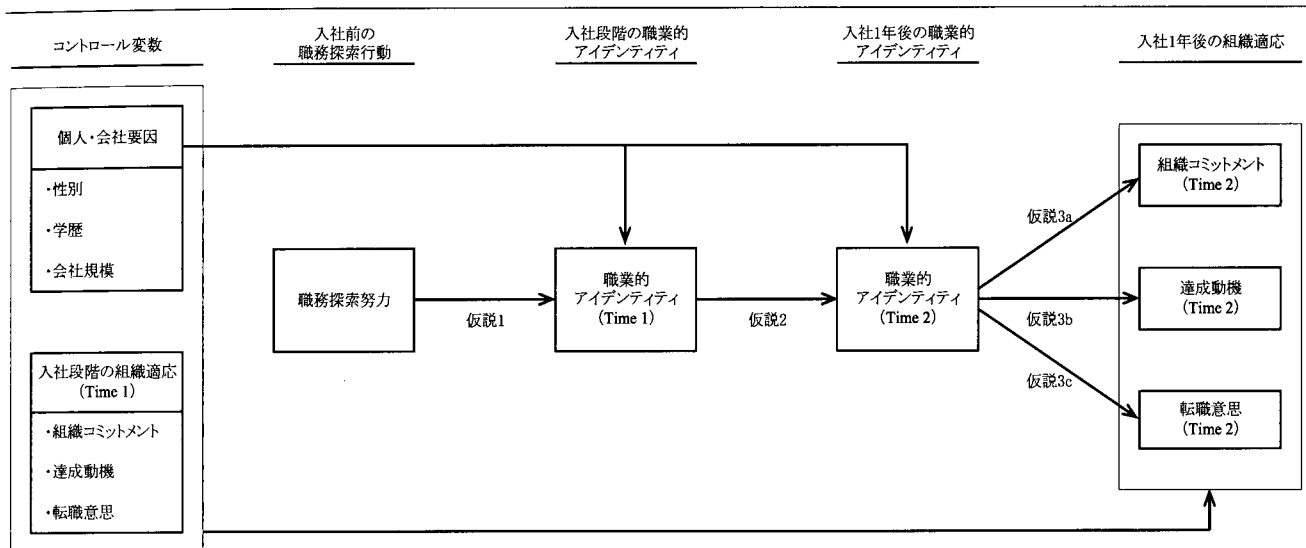 コントロール変数
入社前の
職務探索行動
入社段階の職業的
アイデンティティ
入社1年後の職業的
アイデンティティ
入社1年後の組織適応
個人・会社要因
・性別
・学歴
・会社規模
入社段階の組織適応
(Time 1)
・組織コミットメント
・達成動機
・転職意思
職務探索努力
仮説1
職業的
アイデンティティ
(Time 1)
仮説2
職業的
アイデンティティ
(Time 2)
仮説3a
仮説3b
仮説3c
組織コミットメント
(Time 2)
達成動機
(Time 2)
転職意思
(Time 2)